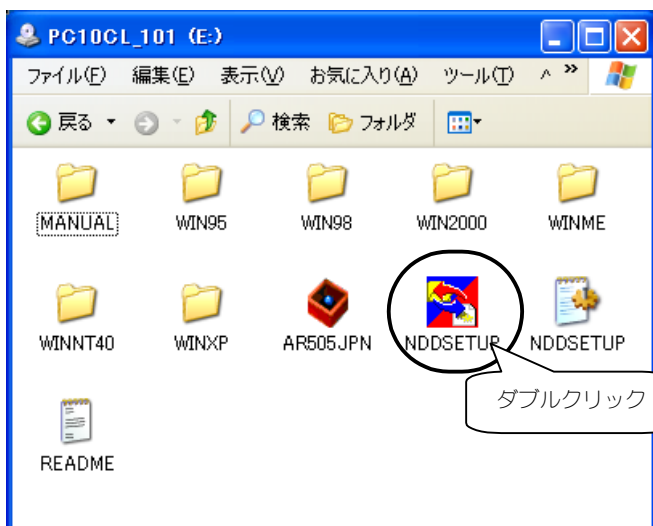 PC10CL_101 (E:)
ファイル(F) 編集(E) 表示(V) お気に入り(A) ツール(T) ^ »
戻る 検索 フォルダ
MANUAL WIN95 WIN98 WIN2000 WINME
WINNT40 WINXP AR505JPN NDDSETUP NDDSETUP
ダブルクリック
README